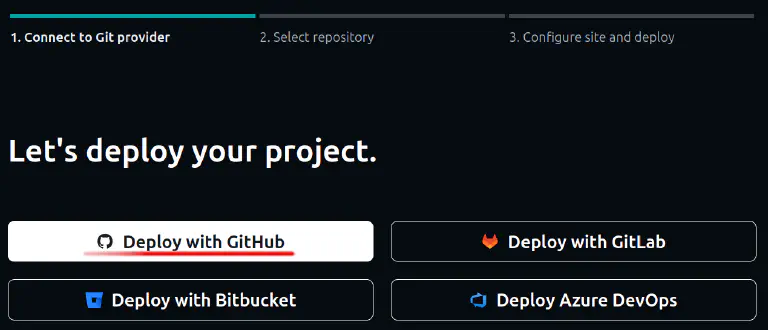 1. Connect to Git provider
2. Select repository
3. Configure site and deploy
Let's deploy your project.
Deploy with GitHub
Deploy with GitLab
Deploy with Bitbucket
Deploy Azure DevOps